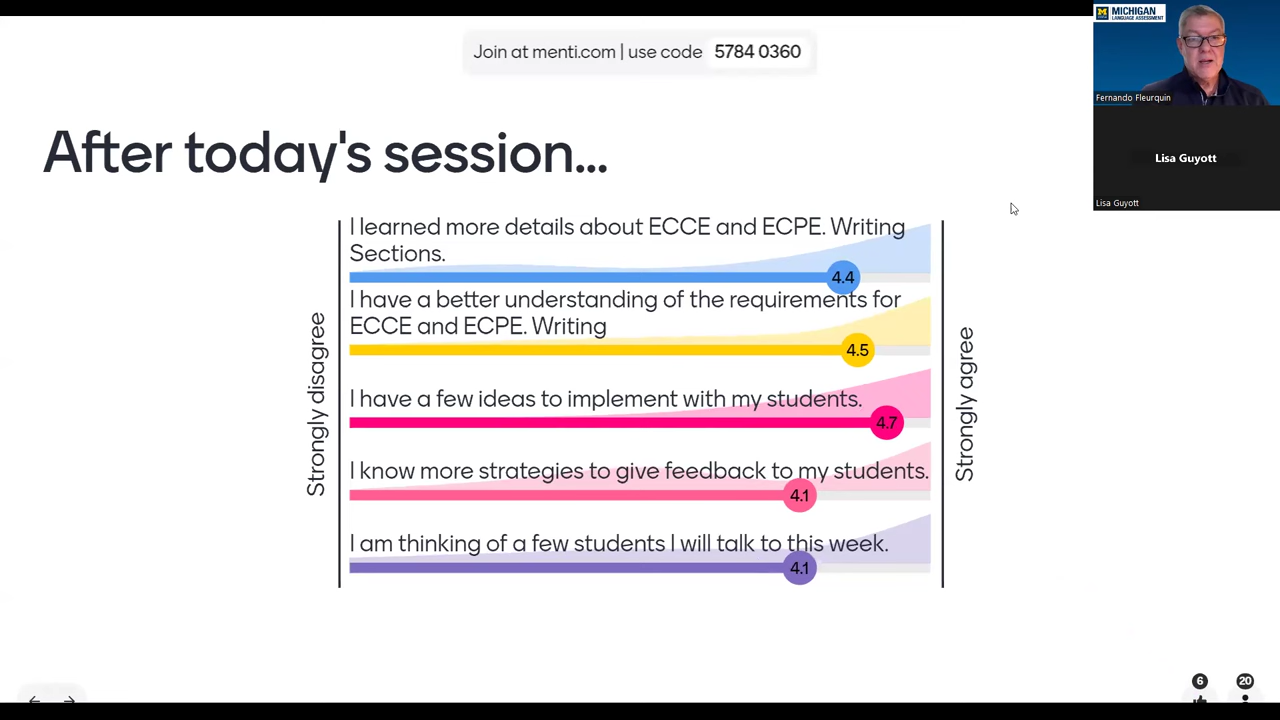 Join at menti.com | use code 5784 0360
MICHIGAN
LANGUAGE ASSESSMENT
Fernando Fleurquin
Lisa Guyott
Lisa Guyott
After today's session...
Strongly disagree
I learned more details about ECCE and ECPE. Writing
Sections.
4.4
I have a better understanding of the requirements for
ECCE and ECPE. Writing
4.5
I have a few ideas to implement with my students.
4.7
I know more strategies to give feedback to my students.
4.1
I am thinking of a few students I will talk to this week.
4.1
Strongly agree
6
20